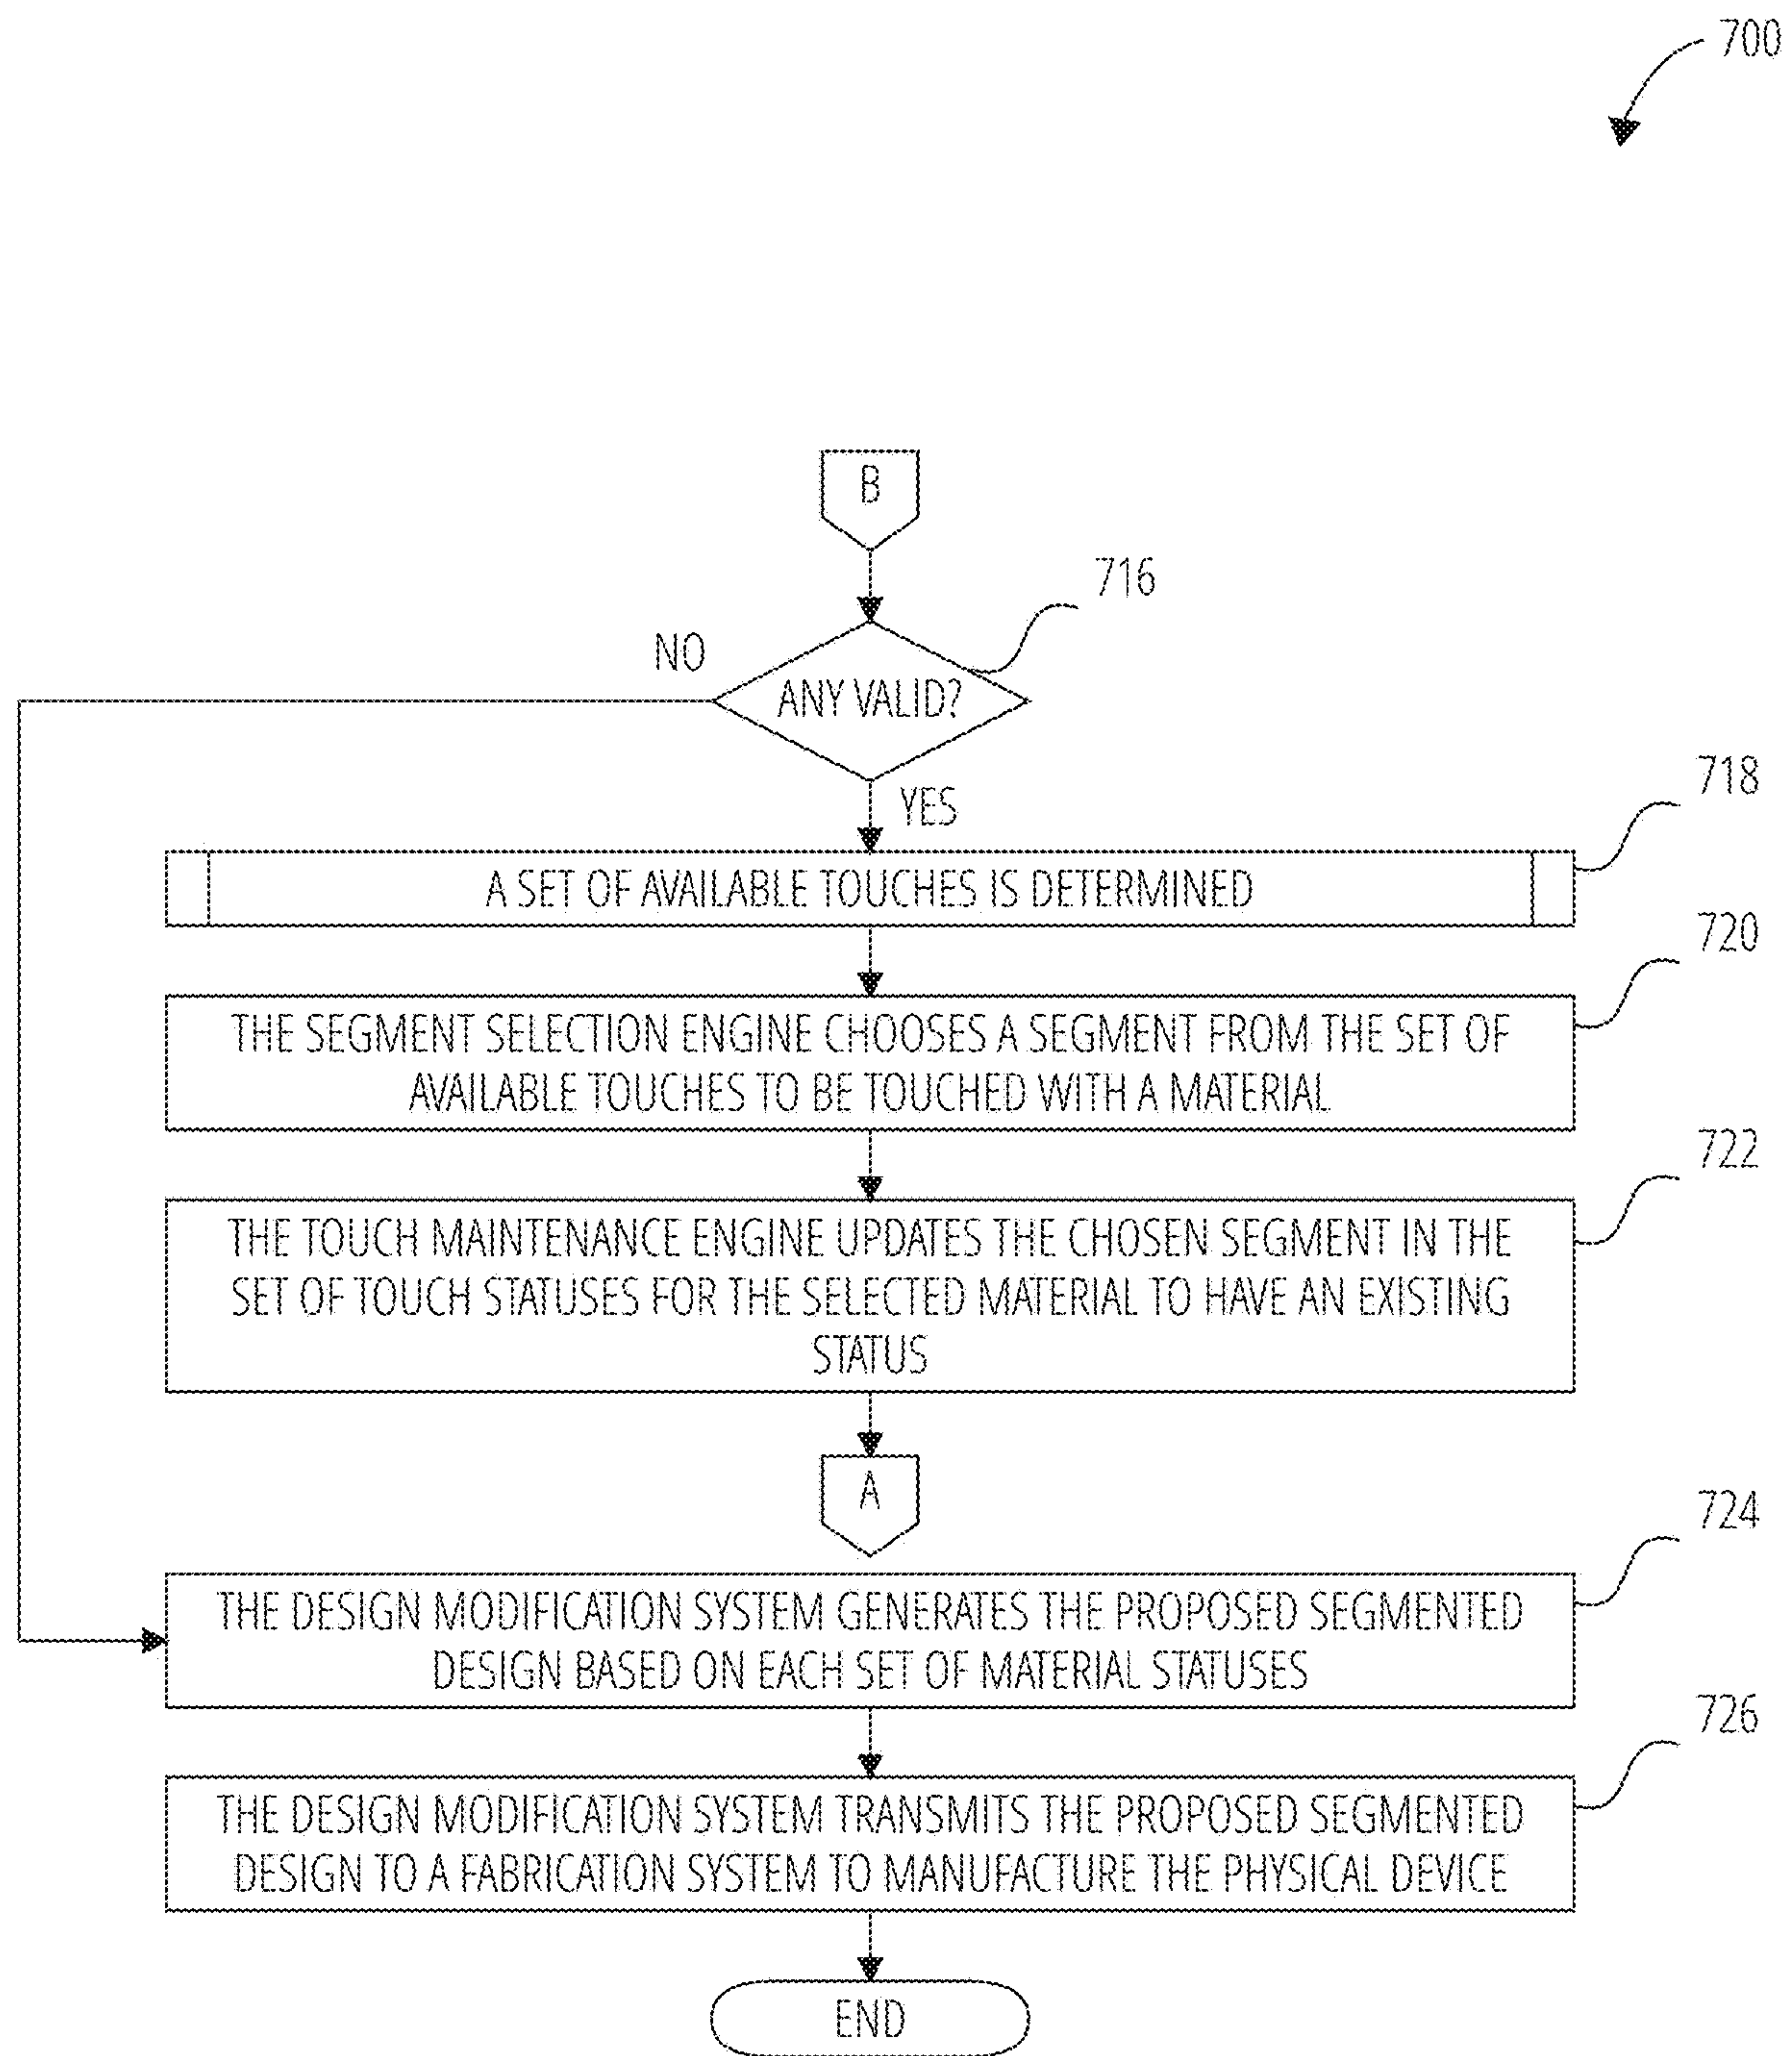 700
B
716
NO
ANY VALID?
YES
718
A SET OF AVAILABLE TOUCHES IS DETERMINED
720
THE SEGMENT SELECTION ENGINE CHOOSES A SEGMENT FROM THE SET OF
AVAILABLE TOUCHES TO BE TOUCHED WITH A MATERIAL
722
THE TOUCH MAINTENANCE ENGINE UPDATES THE CHOSEN SEGMENT IN THE
SET OF TOUCH STATUSES FOR THE SELECTED MATERIAL TO HAVE AN EXISTING
STATUS
A
724
THE DESIGN MODIFICATION SYSTEM GENERATES THE PROPOSED SEGMENTED
DESIGN BASED ON EACH SET OF MATERIAL STATUSES
726
THE DESIGN MODIFICATION SYSTEM TRANSMITS THE PROPOSED SEGMENTED
DESIGN TO A FABRICATION SYSTEM TO MANUFACTURE THE PHYSICAL DEVICE
END